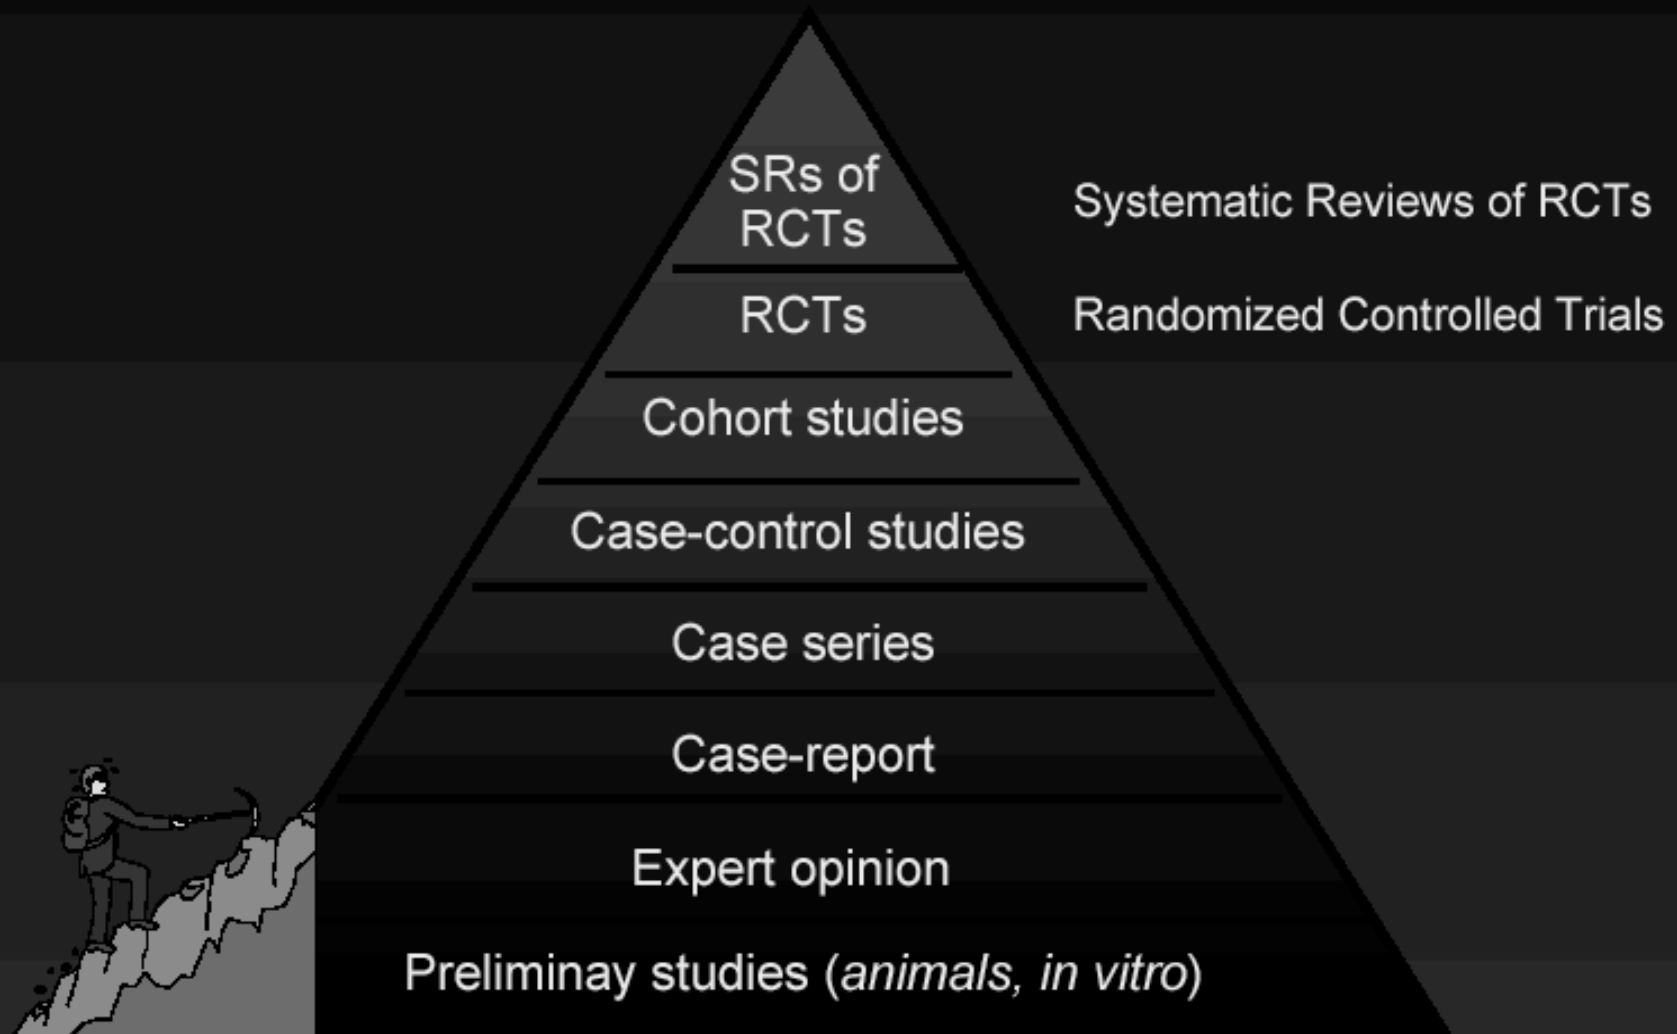 SRs of
RCTs
Systematic Reviews of RCTs
RCTs
Randomized Controlled Trials
Cohort studies
Case-control studies
Case series
Case-report
Expert opinion
Preliminay studies (animals, in vitro)